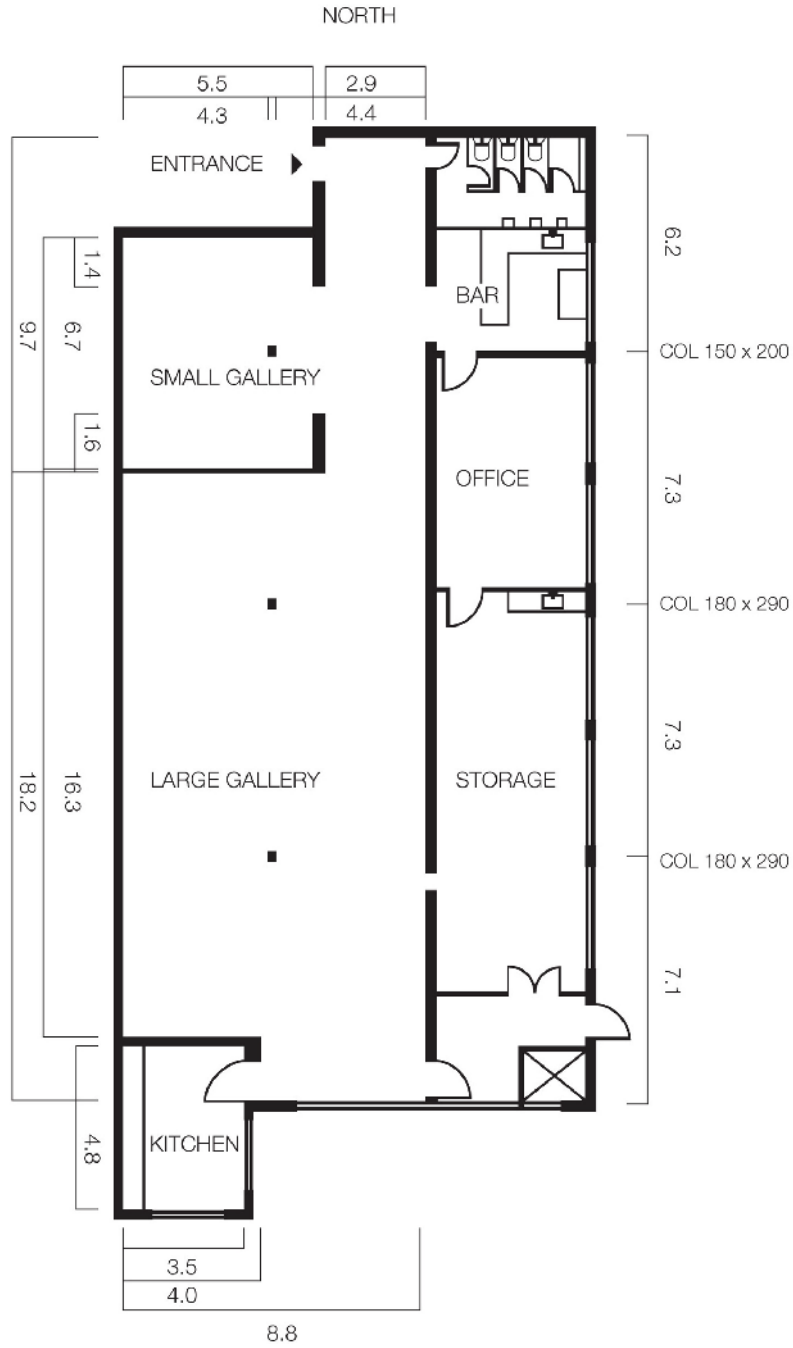 NORTH
5.5 2.9
4.3 4.4
ENTRANCE
6.2
1.4
BAR
9.7 6.7
COL 150 x 200
SMALL GALLERY
1.6
OFFICE
7.3
COL 180 x 290
7.3
18.2 16.3 LARGE GALLERY STORAGE
COL 180 x 290
7.1
4.8 KITCHEN
3.5
4.0
8.8